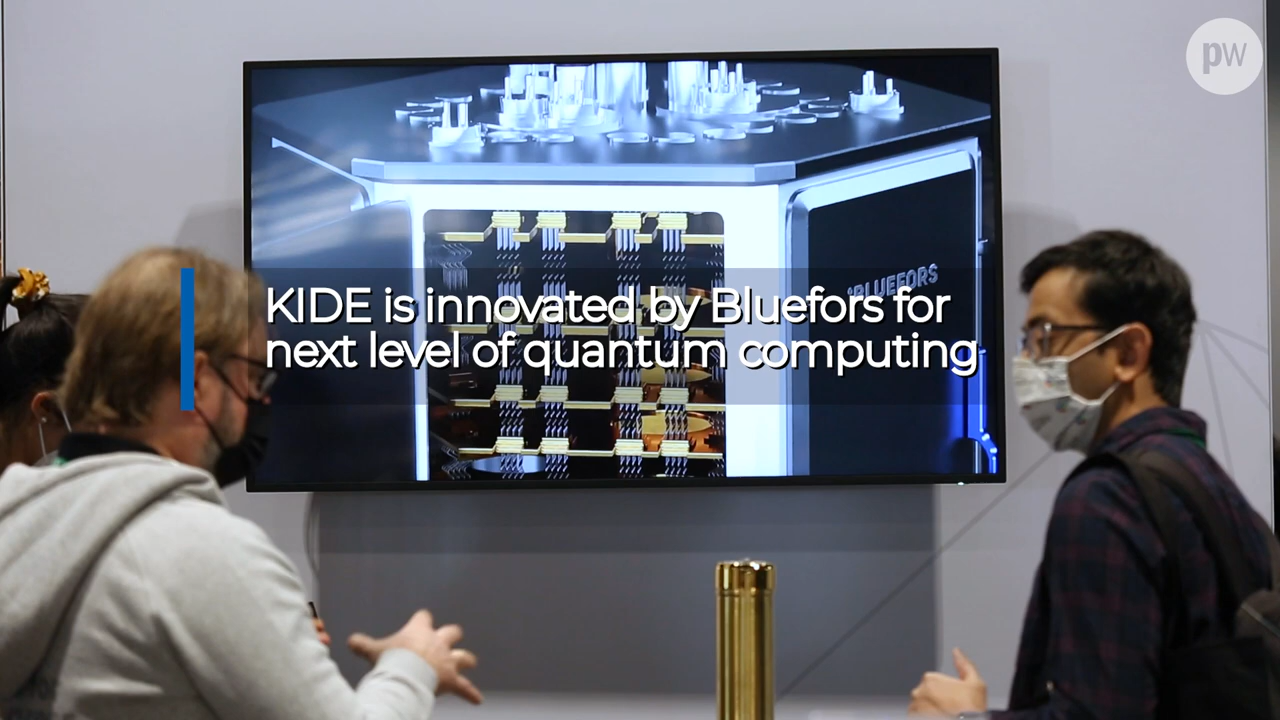 pw
KIDE is innovated by Bluefors for
next level of quantum computing
BLUEFORS